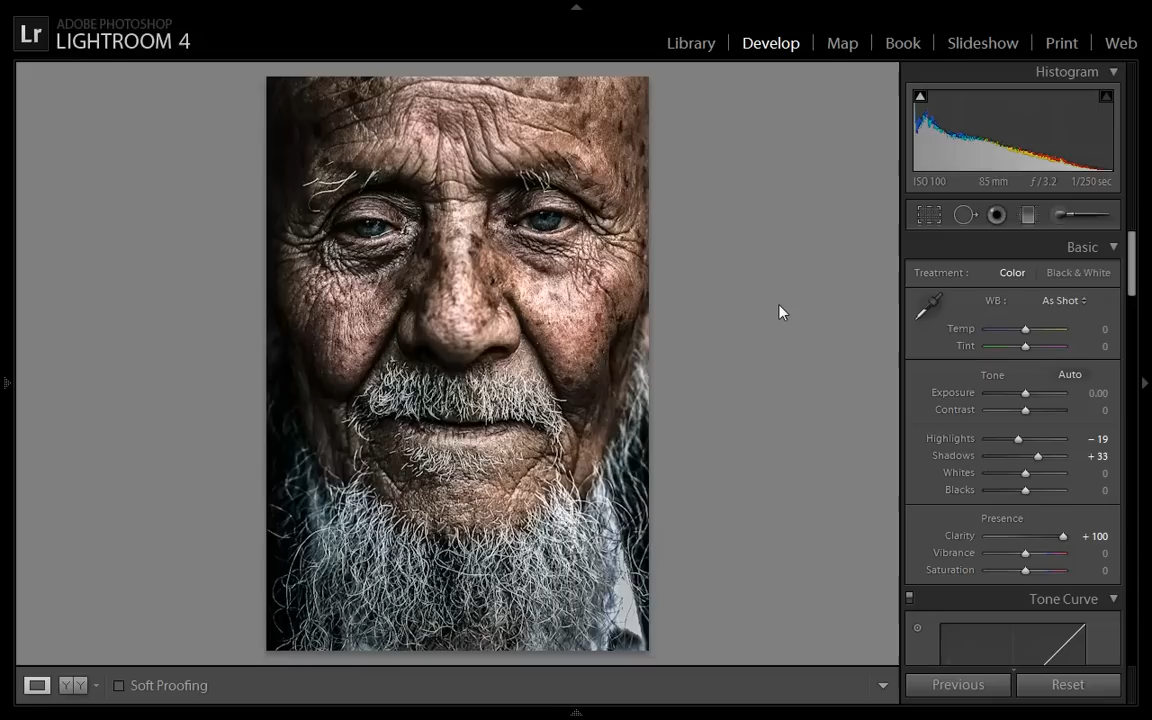 Lr ADOBE PHOTOSHOP
LIGHTROOM 4
Library | Develop | Map | Book | Slideshow | Print | Web
Histogram
ISO 100 85 mm ƒ / 3.2 1/250 sec
Basic
Treatment : Color Black & White
WB : As Shot
Temp 0
Tint 0
Tone Auto
Exposure 0.00
Contrast 0
Highlights − 19
Shadows + 33
Whites 0
Blacks 0
Presence
Clarity + 100
Vibrance 0
Saturation 0
Tone Curve
Y Y Soft Proofing
Previous Reset